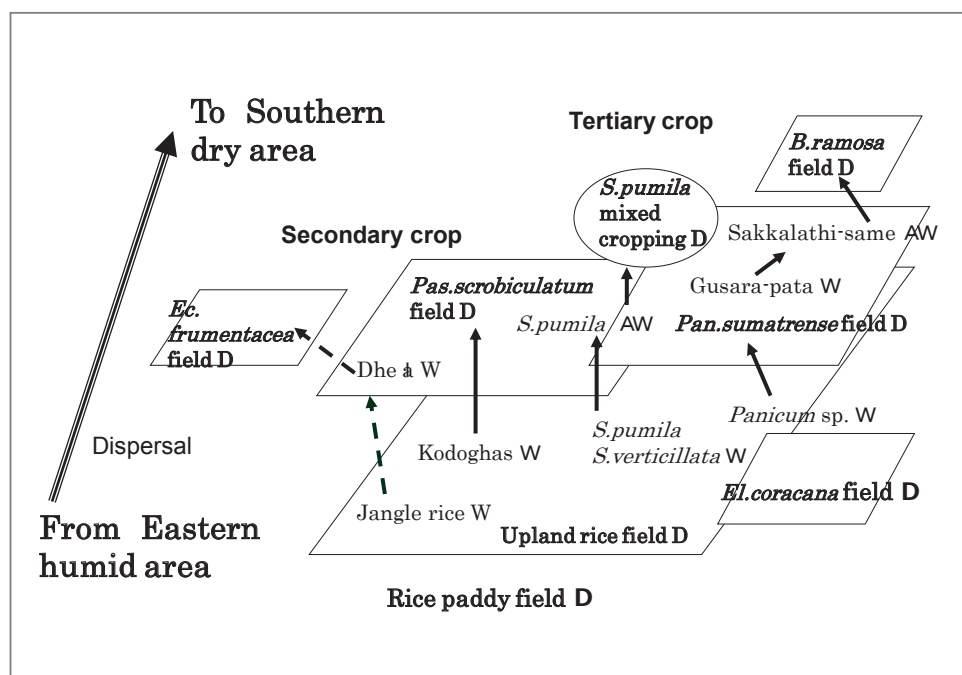 To Southern
dry area
Tertiary crop
B.ramosa
field D
S.pumila
mixed
cropping D
Secondary crop
Sakkalathi-same AW
Gusara-pata W
Pas.scrobiculatum
field D
S.pumila AW
Pan.sumatrense field D
Ec.
frumentacea
field D
Dispersal
Kodoghas W
S.pumila
S.verticillata W
Panicum sp. W
El.coracana field D
Jangle rice W
Upland rice field D
From Eastern
humid area
Rice paddy field D